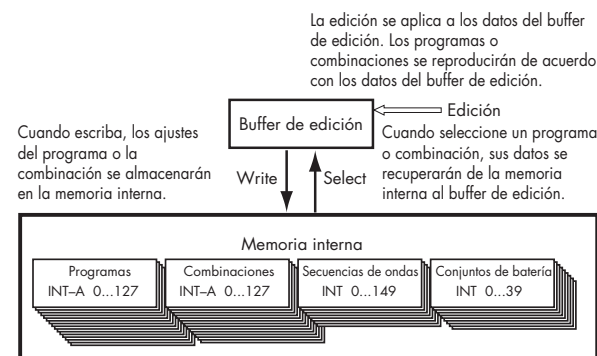 La edición se aplica a los datos del buffer
de edición. Los programas o
combinaciones se reproducirán de acuerdo
con los datos del buffer de edición.
Buffer de edición
Edición
Cuando escriba, los ajustes
del programa o la
combinación se almacenarán
en la memoria interna.
Write
Select
Cuando seleccione un programa
o combinación, sus datos se
recuperarán de la memoria
interna al buffer de edición.
Memoria interna
Programas
INT–A 0...127
Combinaciones
INT–A 0...127
Secuencias de ondas
INT 0...149
Conjuntos de batería
INT 0...39